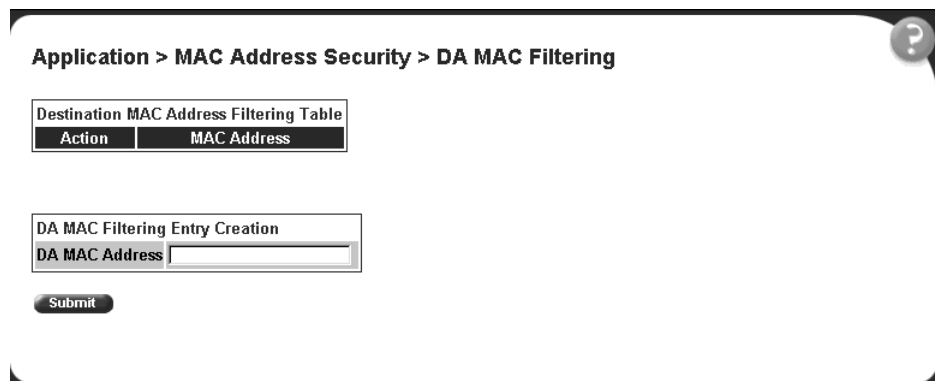 Application > MAC Address Security > DA MAC Filtering
?
Destination MAC Address Filtering Table
Action MAC Address
DA MAC Filtering Entry Creation
DA MAC Address
Submit